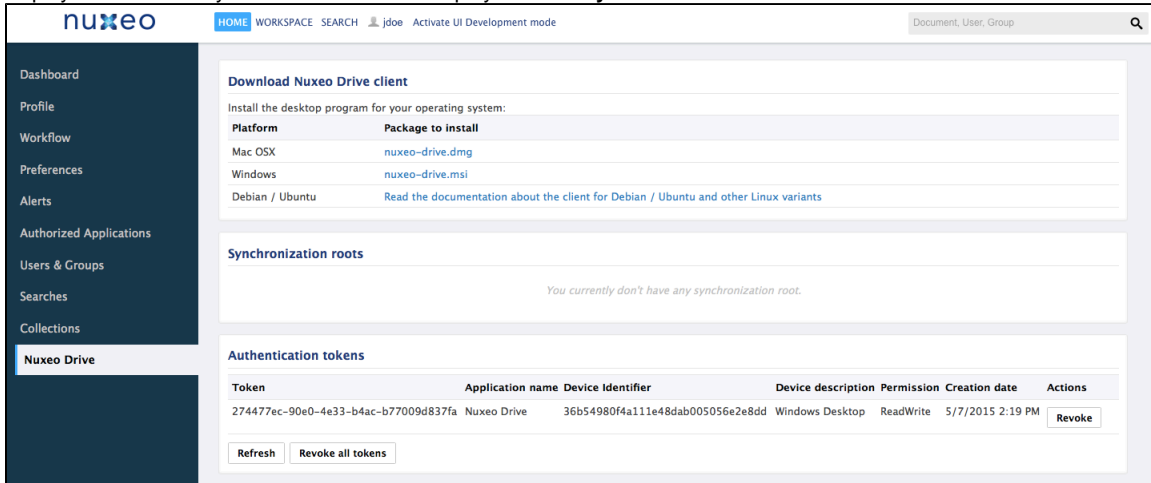 nuxeo
HOME WORKSPACE SEARCH jdoe Activate UI Development mode
Document, User, Group
Dashboard
Profile
Workflow
Preferences
Alerts
Authorized Applications
Users & Groups
Searches
Collections
Nuxeo Drive
Download Nuxeo Drive client
Install the desktop program for your operating system:
Platform Package to install
Mac OSX nuxeo-drive.dmg
Windows nuxeo-drive.msi
Debian / Ubuntu Read the documentation about the client for Debian / Ubuntu and other Linux variants
Synchronization roots
You currently don't have any synchronization root.
Authentication tokens
Token Application name Device Identifier Device description Permission Creation date Actions
274477ec-90e0-4e33-b4ac-b77009d837fa Nuxeo Drive 36b54980f4a111e48dab005056e2e8dd Windows Desktop ReadWrite 5/7/2015 2:19 PM Revoke
Refresh Revoke all tokens